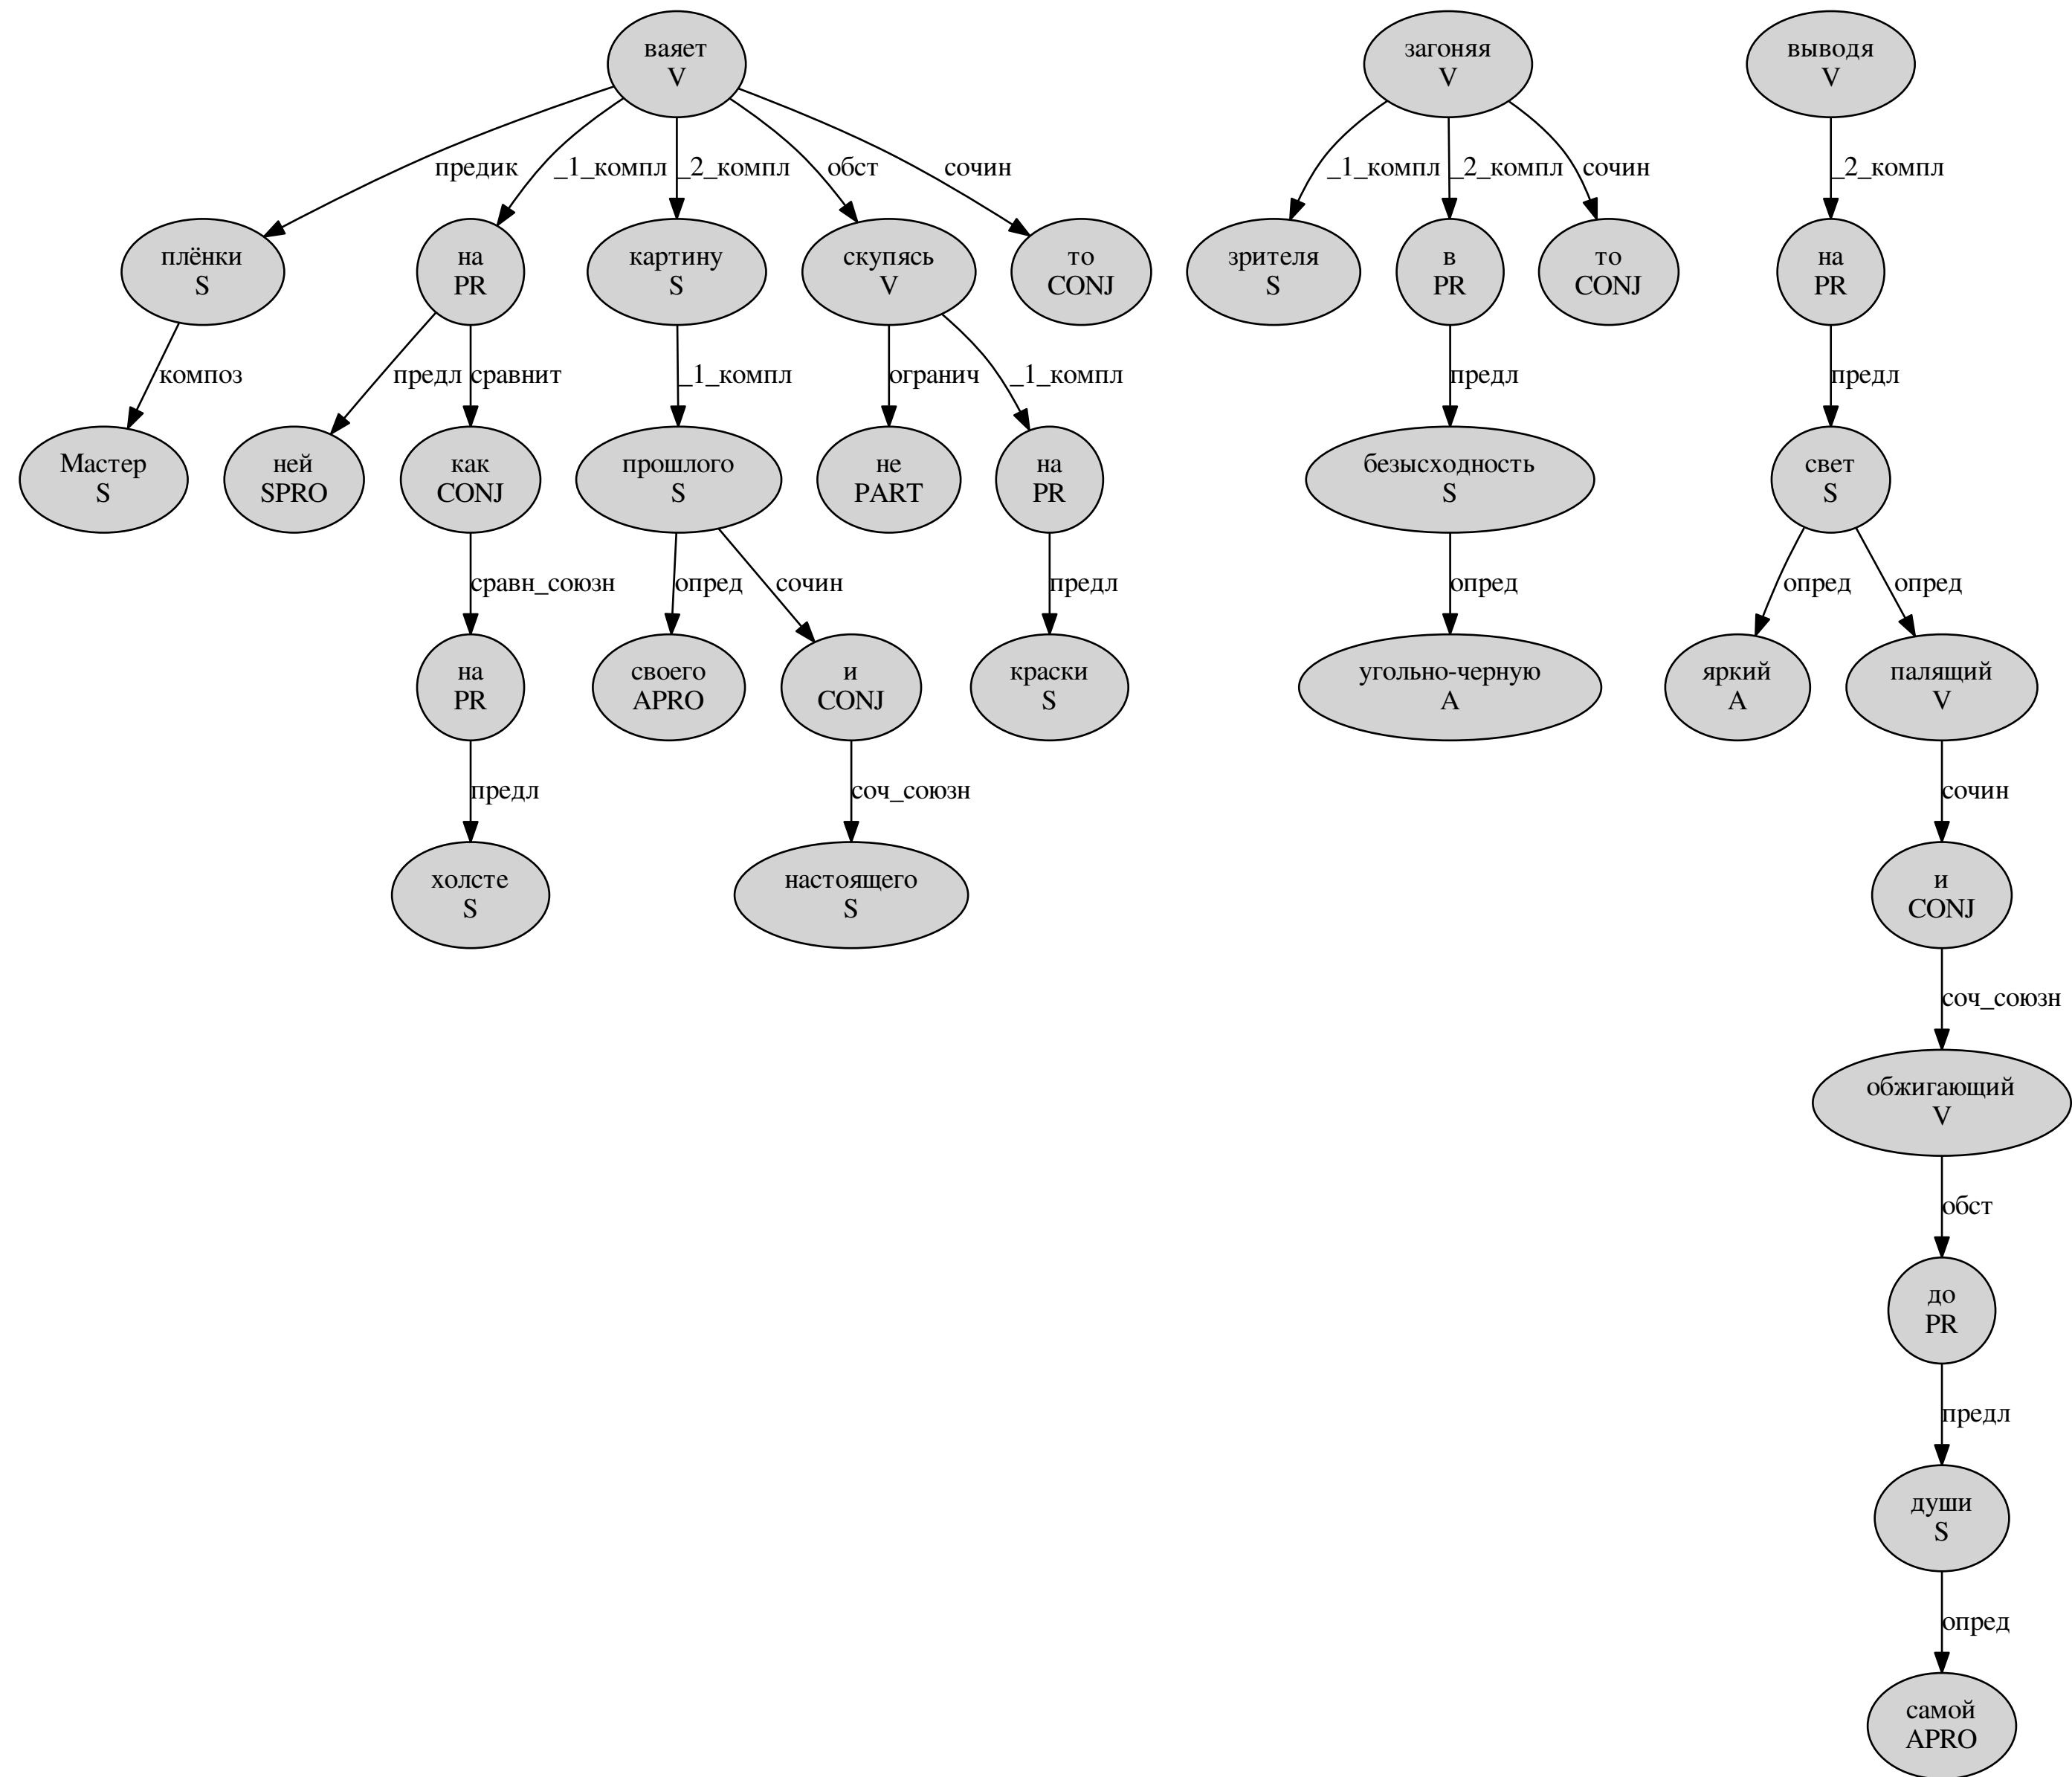 ваяет
V
загоняя
V
выводя
V
предик
_1_компл
_2_компл
обст
сочин
_1_компл
_2_компл
сочин
_2_компл
плёнки
S
на
PR
картину
S
скупясь
V
то
CONJ
зрителя
S
в
PR
то
CONJ
на
PR
композ
предл
сравнит
_1_компл
огранич
_1_компл
предл
предл
Мастер
S
ней
SPRO
как
CONJ
прошлого
S
не
PART
на
PR
безысходность
S
свет
S
сравн_союзн
опред
сочин
предл
опред
опред
опред
на
PR
своего
APRO
и
CONJ
краски
S
угольно-черную
A
яркий
A
палящий
V
предл
соч_союзн
сочин
холсте
S
настоящего
S
и
CONJ
соч_союзн
обжигающий
V
обст
до
PR
предл
души
S
опред
самой
APRO